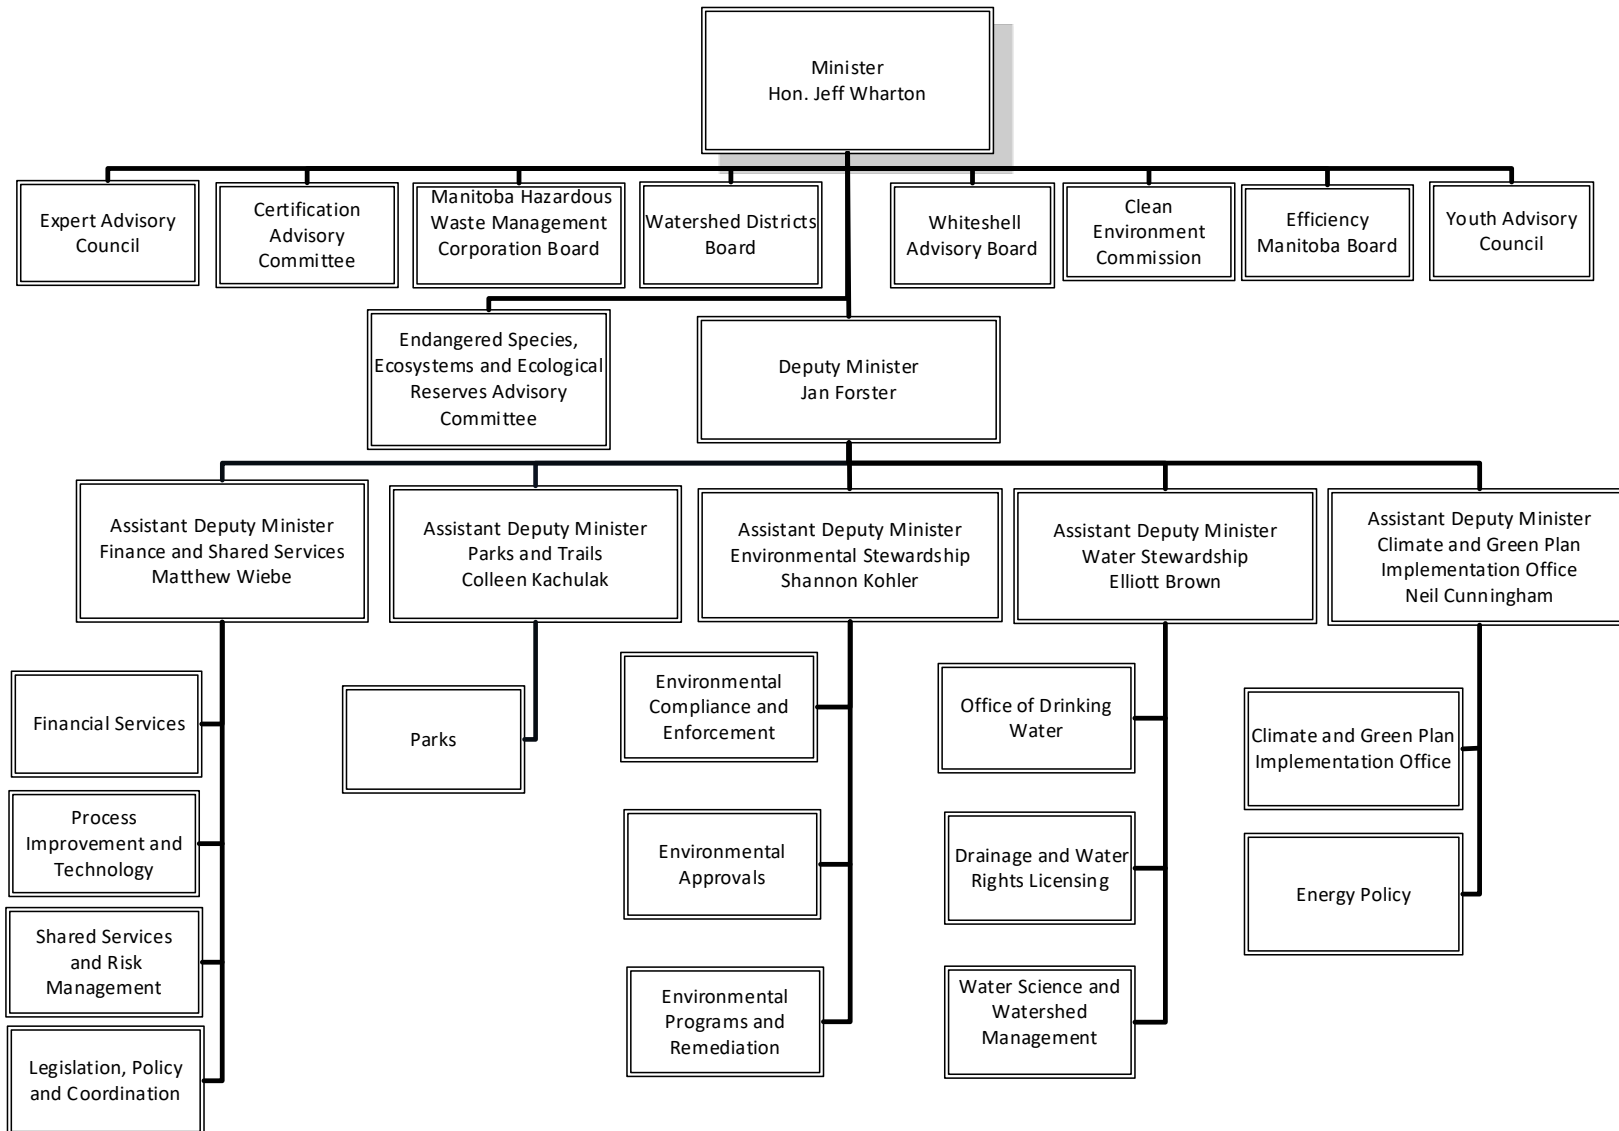 Minister
Hon. Jeff Wharton
Expert Advisory
Council
Certification
Advisory
Committee
Manitoba Hazardous
Waste Management
Corporation Board
Watershed Districts
Board
Whiteshell
Advisory Board
Clean
Environment
Commission
Efficiency
Manitoba Board
Youth Advisory
Council
Endangered Species,
Ecosystems and Ecological
Reserves Advisory
Committee
Deputy Minister
Jan Forster
Assistant Deputy Minister
Finance and Shared Services
Matthew Wiebe
Assistant Deputy Minister
Parks and Trails
Colleen Kachulak
Assistant Deputy Minister
Environmental Stewardship
Shannon Kohler
Assistant Deputy Minister
Water Stewardship
Elliott Brown
Assistant Deputy Minister
Climate and Green Plan
Implementation Office
Neil Cunningham
Financial Services
Process
Improvement and
Technology
Shared Services
and Risk
Management
Legislation, Policy
and Coordination
Parks
Environmental
Compliance and
Enforcement
Environmental
Approvals
Environmental
Programs and
Remediation
Office of Drinking
Water
Drainage and Water
Rights Licensing
Water Science and
Watershed
Management
Climate and Green Plan
Implementation Office
Energy Policy